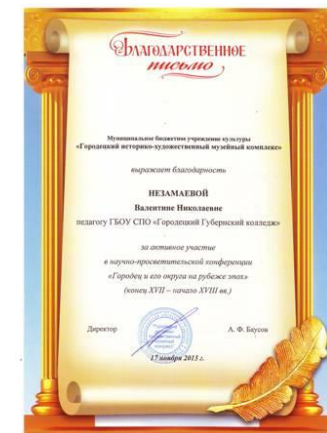 БЛАГОДАРСТВЕННОЕ
письмо
Муниципальное бюджетное учреждение культуры
«Городецкий историко-художественный музейный комплекс»
выражает благодарность
НЕЗАМАЕВОЙ
Валентине Николаевне
педагогу ГБОУ СПО «Городецкий Губернский колледж»
за активное участие
в научно-просветительской конференции
«Городец и его округа на рубеже эпох»
(конец XVII – начало XVIII вв.)
Директор А. Ф. Баусов
17 ноября 2015 г.